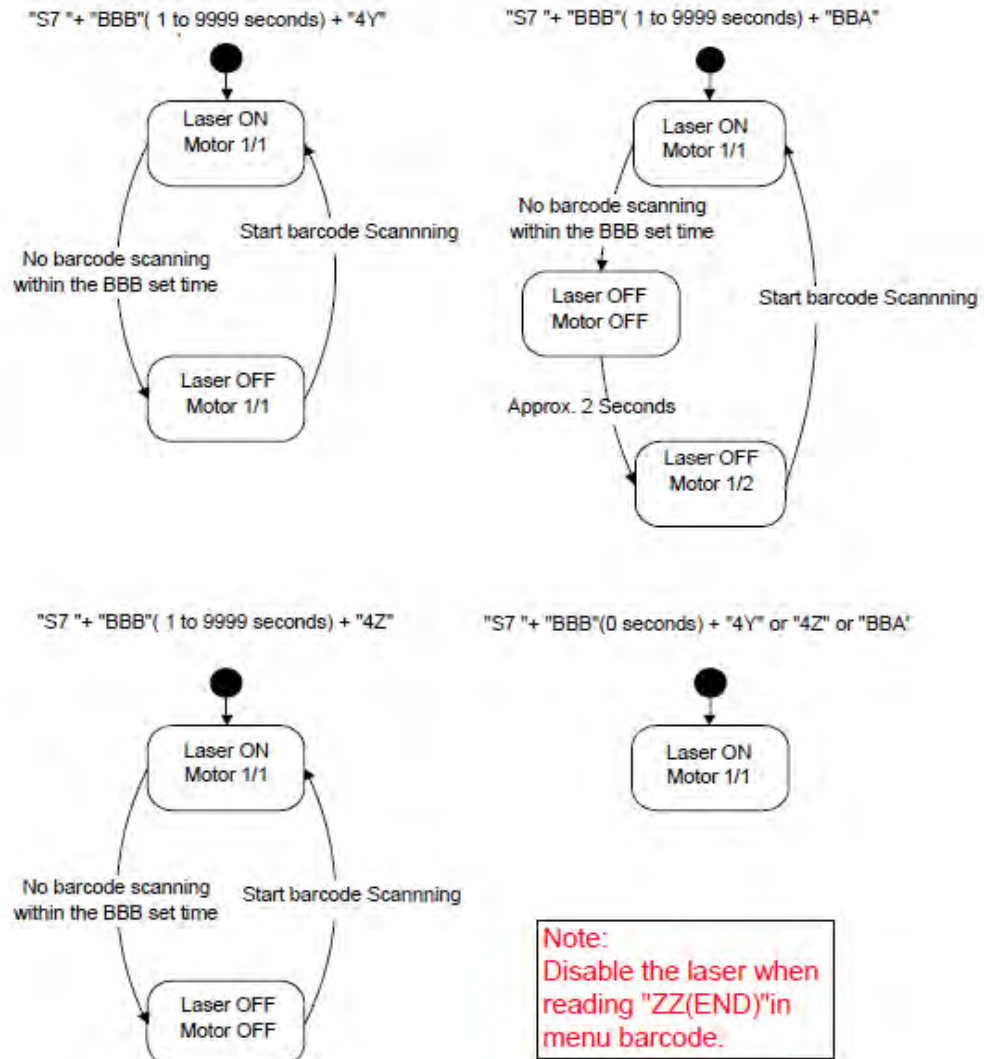 "S7 "+ "BBB"( 1 to 9999 seconds) + "4Y"
Laser ON
Motor 1/1
No barcode scanning
within the BBB set time
Start barcode Scannning
Laser OFF
Motor 1/1
"S7 "+ "BBB"( 1 to 9999 seconds) + "BBA"
Laser ON
Motor 1/1
No barcode scanning
within the BBB set time
Laser OFF
Motor OFF
Start barcode Scannning
Approx. 2 Seconds
Laser OFF
Motor 1/2
"S7 "+ "BBB"( 1 to 9999 seconds) + "4Z"
Laser ON
Motor 1/1
No barcode scanning
within the BBB set time
Start barcode Scannning
Laser OFF
Motor OFF
"S7 "+ "BBB"(0 seconds) + "4Y" or "4Z" or "BBA"
Laser ON
Motor 1/1
Note:
Disable the laser when
reading "ZZ(END)"in
menu barcode.